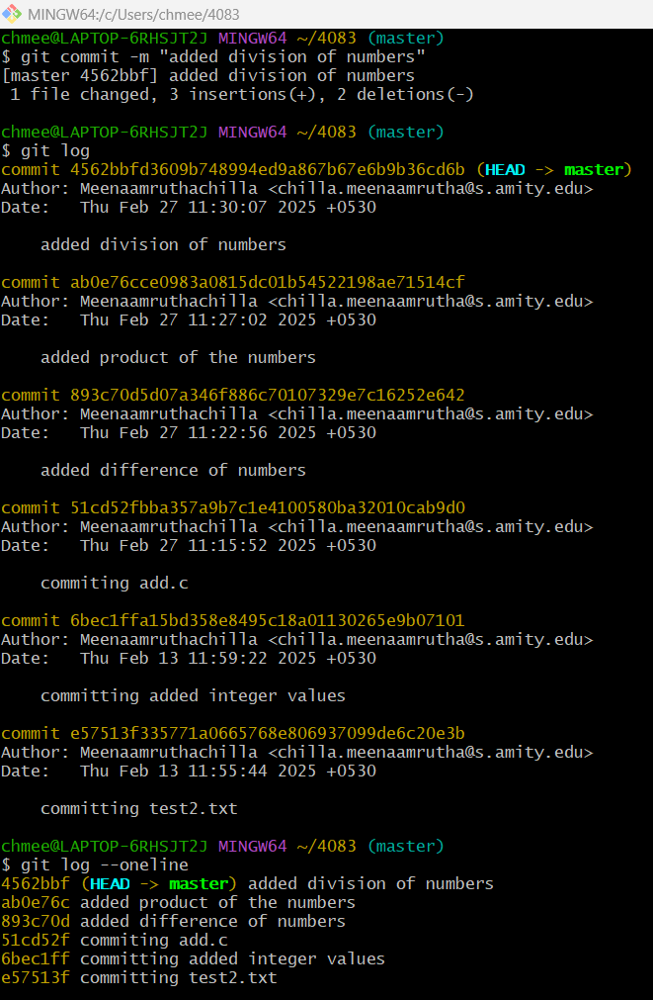 MINGW64:/c/Users/chmee/4083
chmee@LAPTOP-6RHSJT2J MINGW64 ~/4083 (master)
$ git commit -m "added division of numbers"
[master 4562bbf] added division of numbers
 1 file changed, 3 insertions(+), 2 deletions(-)

chmee@LAPTOP-6RHSJT2J MINGW64 ~/4083 (master)
$ git log
commit 4562bbfd3609b748994ed9a867b67e6b9b36cd6b (HEAD -> master)
Author: Meenaamruthachilla <chilla.meenaamrutha@s.amity.edu>
Date:   Thu Feb 27 11:30:07 2025 +0530

    added division of numbers

commit ab0e76cce0983a0815dc01b54522198ae71514cf
Author: Meenaamruthachilla <chilla.meenaamrutha@s.amity.edu>
Date:   Thu Feb 27 11:27:02 2025 +0530

    added product of the numbers

commit 893c70d5d07a346f886c70107329e7c16252e642
Author: Meenaamruthachilla <chilla.meenaamrutha@s.amity.edu>
Date:   Thu Feb 27 11:22:56 2025 +0530

    added difference of numbers

commit 51cd52fbba357a9b7c1e4100580ba32010cab9d0
Author: Meenaamruthachilla <chilla.meenaamrutha@s.amity.edu>
Date:   Thu Feb 27 11:15:52 2025 +0530

    commiting add.c

commit 6bec1ffa15bd358e8495c18a01130265e9b07101
Author: Meenaamruthachilla <chilla.meenaamrutha@s.amity.edu>
Date:   Thu Feb 13 11:59:22 2025 +0530

    committing added integer values

commit e57513f335771a0665768e806937099de6c20e3b
Author: Meenaamruthachilla <chilla.meenaamrutha@s.amity.edu>
Date:   Thu Feb 13 11:55:44 2025 +0530

    committing test2.txt

chmee@LAPTOP-6RHSJT2J MINGW64 ~/4083 (master)
$ git log --oneline
4562bbf (HEAD -> master) added division of numbers
ab0e76c added product of the numbers
893c70d added difference of numbers
51cd52f commiting add.c
6bec1ff committing added integer values
e57513f committing test2.txt